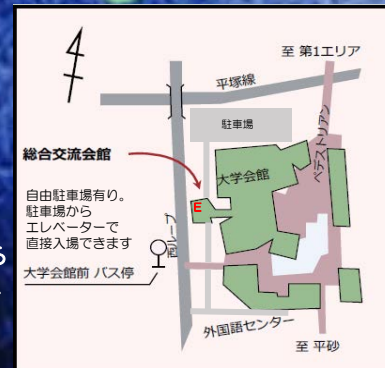 至 第1エリア
平塚線
駐車場
ペデストリアン
総合交流会館
大学会館
自由駐車場有り。
駐車場から
エレベーターで
直接入場できます
E
西ループ
大学会館前 バス停
外国語センター
至 平砂